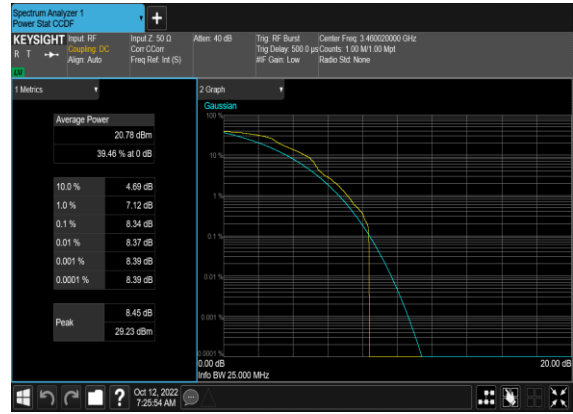 Spectrum Analyzer 1
Power Stat CCDF
KEYSIGHT
R T
LW
Input: RF
Coupling: DC
Align: Auto
Input Z: 50 Ω
Corr CCorr
Freq Ref: Int (S)
Atten: 40 dB
Trig: RF Burst
Trig Delay: 500.0 µs
#IF Gain: Low
Center Freq: 3.460020000 GHz
Counts: 1.00 M/1.00 Mpt
Radio Std: None
1 Metrics
Average Power
20.78 dBm
39.46 % at 0 dB
10.0 % 4.69 dB
1.0 % 7.12 dB
0.1 % 8.34 dB
0.01 % 8.37 dB
0.001 % 8.39 dB
0.0001 % 8.39 dB
Peak
8.45 dB
29.23 dBm
2 Graph
Gaussian
100 %
10 %
1 %
0.1 %
0.01 %
0.001 %
0.0001 %
0.00 dB 20.00 dB
Info BW 25.000 MHz
?
Oct 12, 2022
7:25:54 AM